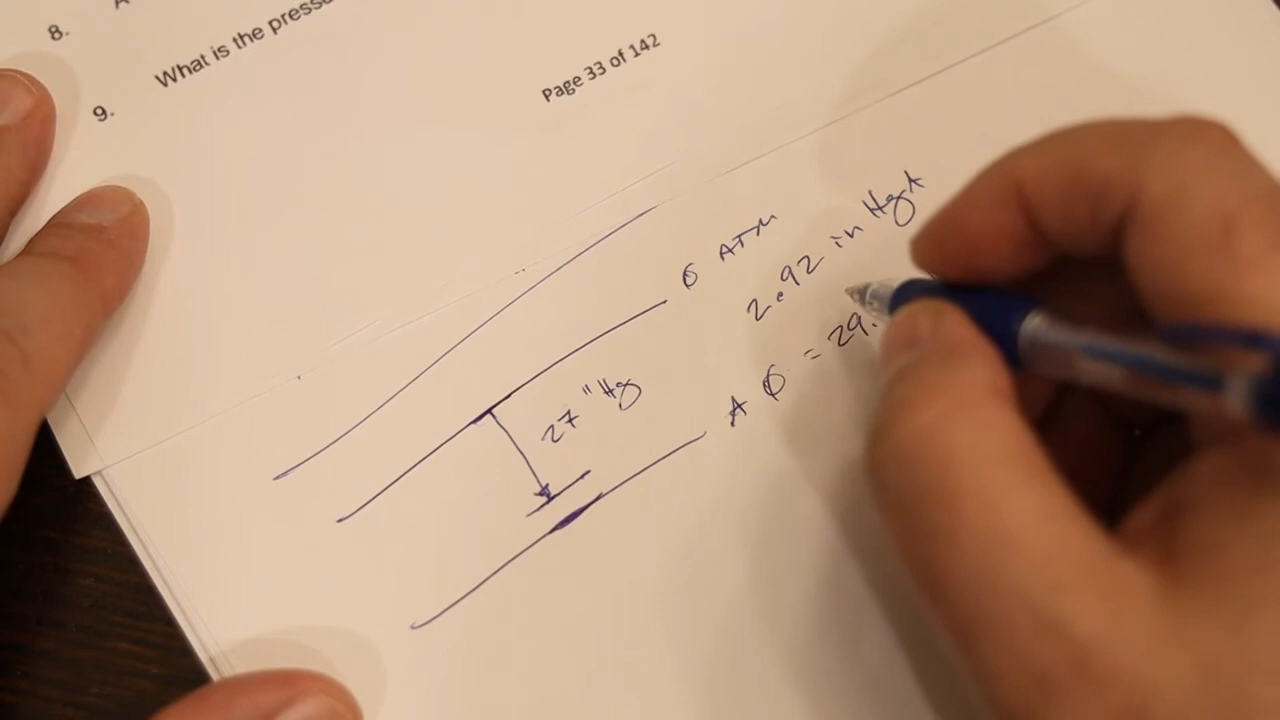 8. A
9. What is the pressu
Page 33 of 142
0 ATM
2.92 in HgA
27 "Hg
A 0 = 29.